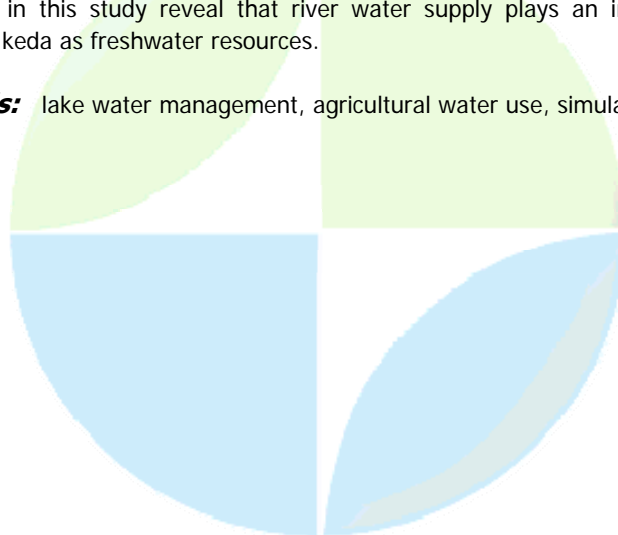 in this study reveal that river water supply plays an i
keda as freshwater resources.
s: lake water management, agricultural water use, simula